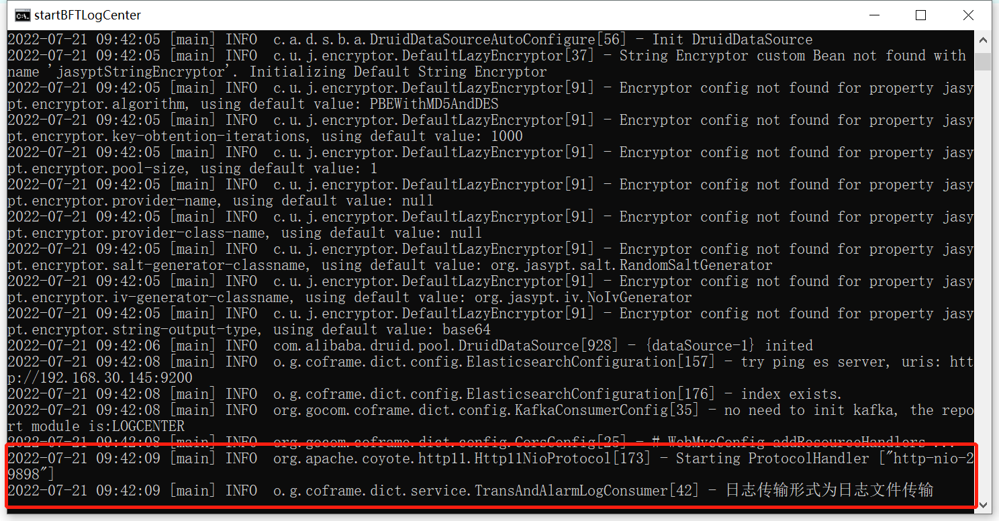 startBFTLogCenter
2022-07-21 09:42:05 [main] INFO  c.a.d.s.b.a.DruidDataSourceAutoConfigure[56] - Init DruidDataSource
2022-07-21 09:42:05 [main] INFO  c.u.j.encryptor.DefaultLazyEncryptor[37] - String Encryptor custom Bean not found with
name 'jasyptStringEncryptor'. Initializing Default String Encryptor
2022-07-21 09:42:05 [main] INFO  c.u.j.encryptor.DefaultLazyEncryptor[91] - Encryptor config not found for property jasy
pt.encryptor.algorithm, using default value: PBEWithMD5AndDES
2022-07-21 09:42:05 [main] INFO  c.u.j.encryptor.DefaultLazyEncryptor[91] - Encryptor config not found for property jasy
pt.encryptor.key-obtention-iterations, using default value: 1000
2022-07-21 09:42:05 [main] INFO  c.u.j.encryptor.DefaultLazyEncryptor[91] - Encryptor config not found for property jasy
pt.encryptor.pool-size, using default value: 1
2022-07-21 09:42:05 [main] INFO  c.u.j.encryptor.DefaultLazyEncryptor[91] - Encryptor config not found for property jasy
pt.encryptor.provider-name, using default value: null
2022-07-21 09:42:05 [main] INFO  c.u.j.encryptor.DefaultLazyEncryptor[91] - Encryptor config not found for property jasy
pt.encryptor.provider-class-name, using default value: null
2022-07-21 09:42:05 [main] INFO  c.u.j.encryptor.DefaultLazyEncryptor[91] - Encryptor config not found for property jasy
pt.encryptor.salt-generator-classname, using default value: org.jasypt.salt.RandomSaltGenerator
2022-07-21 09:42:05 [main] INFO  c.u.j.encryptor.DefaultLazyEncryptor[91] - Encryptor config not found for property jasy
pt.encryptor.iv-generator-classname, using default value: org.jasypt.iv.NoIvGenerator
2022-07-21 09:42:05 [main] INFO  c.u.j.encryptor.DefaultLazyEncryptor[91] - Encryptor config not found for property jasy
pt.encryptor.string-output-type, using default value: base64
2022-07-21 09:42:06 [main] INFO  com.alibaba.druid.pool.DruidDataSource[928] - {dataSource-1} inited
2022-07-21 09:42:08 [main] INFO  o.g.coframe.dict.config.ElasticsearchConfiguration[157] - try ping es server, uris: htt
p://192.168.30.145:9200
2022-07-21 09:42:08 [main] INFO  o.g.coframe.dict.config.ElasticsearchConfiguration[176] - index exists.
2022-07-21 09:42:08 [main] INFO  org.gocom.coframe.dict.config.KafkaConsumerConfig[35] - no need to init kafka, the repo
rt module is:LOGCENTER
2022-07-21 09:42:08 [main] INFO  org.gocom.coframe.dict.config.CorsConfig[25] - # WebMvcConfig addResourceHandlers ...
2022-07-21 09:42:09 [main] INFO  org.apache.coyote.http11.Http11NioProtocol[173] - Starting ProtocolHandler ["http-nio-2
9898"]
2022-07-21 09:42:09 [main] INFO  o.g.coframe.dict.service.TransAndAlarmLogConsumer[42] - 日志传输形式为日志文件传输